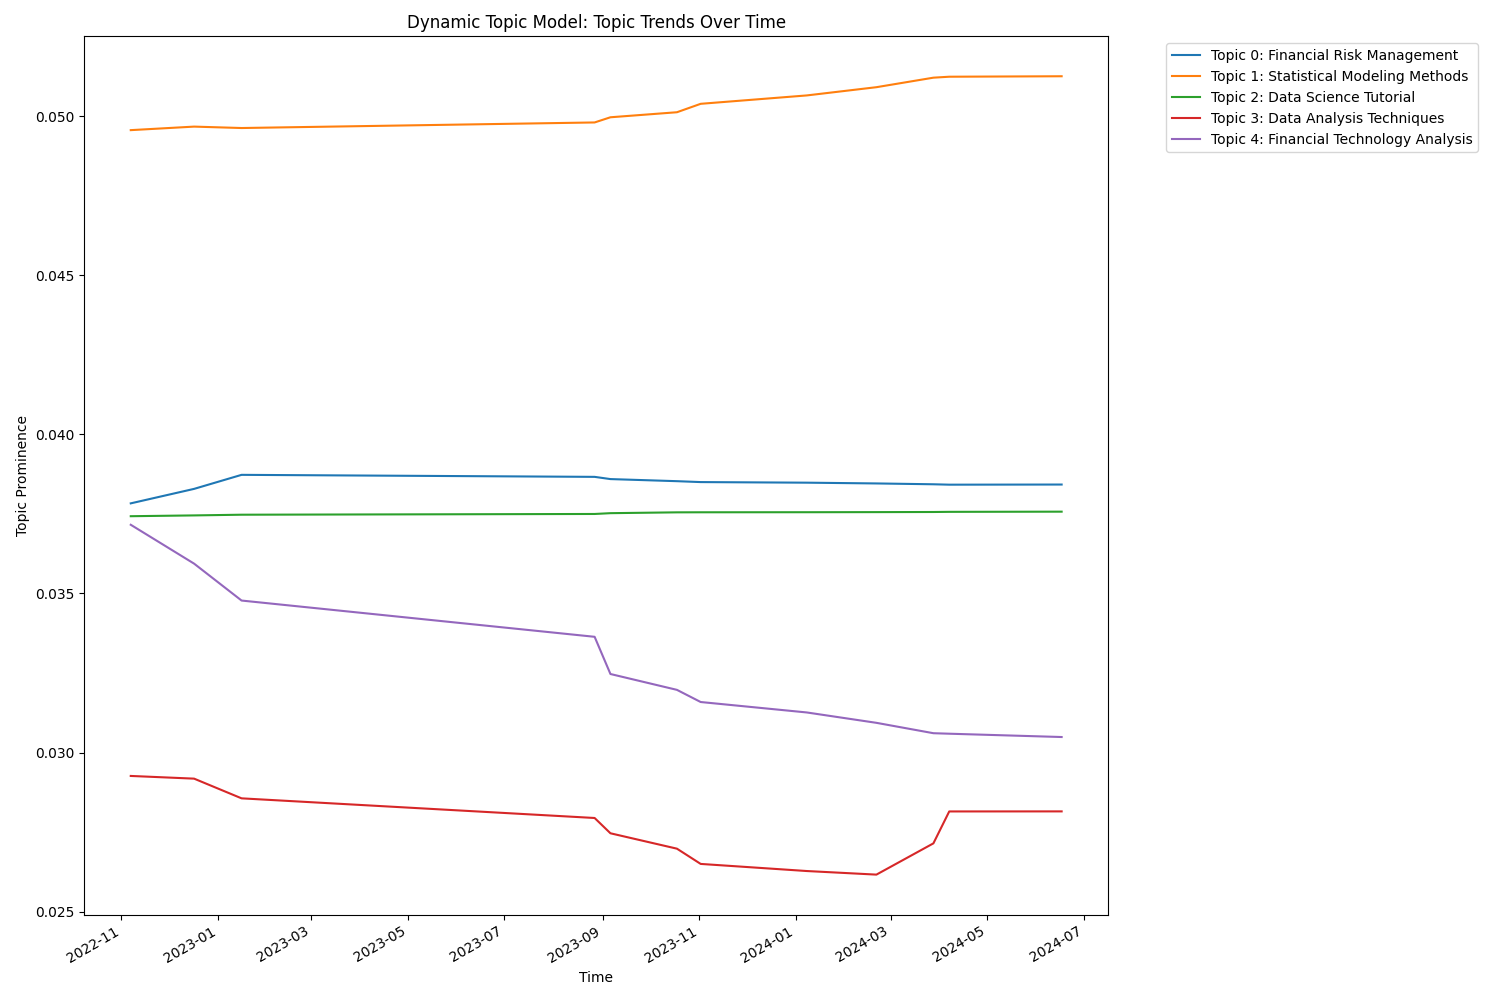 Dynamic Topic Model: Topic Trends Over Time
Topic 0: Financial Risk Management
Topic 1: Statistical Modeling Methods
Topic 2: Data Science Tutorial
Topic 3: Data Analysis Techniques
Topic 4: Financial Technology Analysis
Topic Prominence
0.050
0.045
0.040
0.035
0.030
0.025
2022-11
2023-01
2023-03
2023-05
2023-07
2023-09
2023-11
2024-01
2024-03
2024-05
2024-07
Time